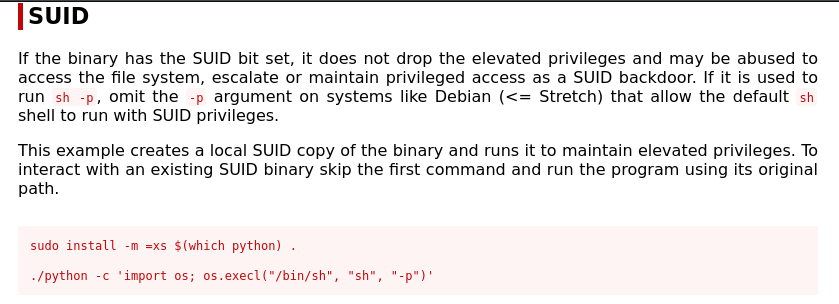 SUID
If the binary has the SUID bit set, it does not drop the elevated privileges and may be abused to
access the file system, escalate or maintain privileged access as a SUID backdoor. If it is used to
run sh -p, omit the -p argument on systems like Debian (<= Stretch) that allow the default sh
shell to run with SUID privileges.
This example creates a local SUID copy of the binary and runs it to maintain elevated privileges. To
interact with an existing SUID binary skip the first command and run the program using its original
path.
sudo install -m =xs $(which python) .
./python -c 'import os; os.execl("/bin/sh", "sh", "-p")'